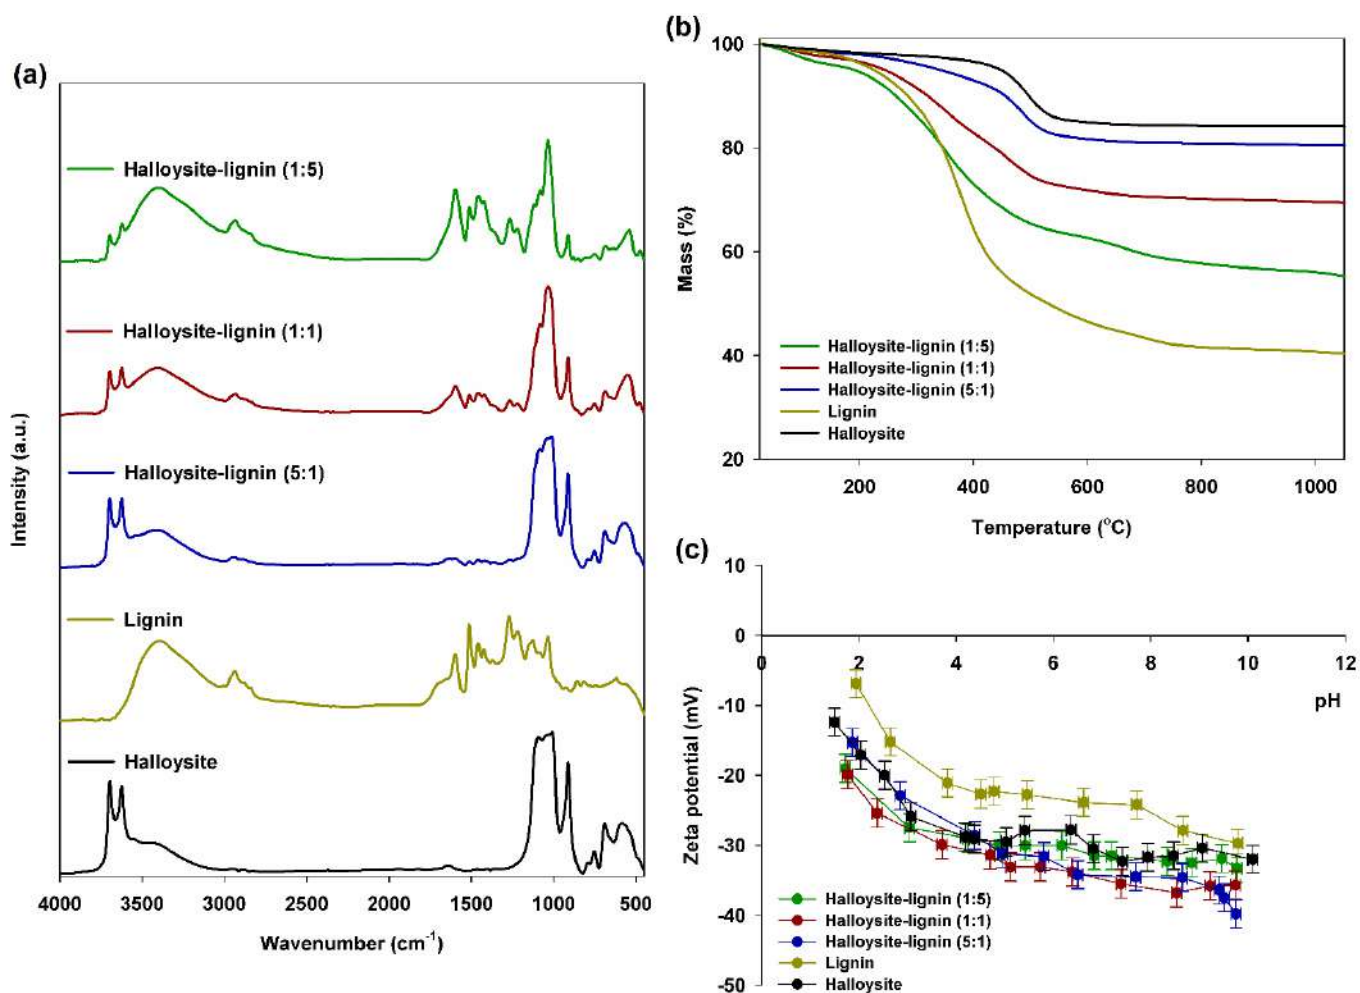 (a)
Halloysite-lignin (1:5)
Halloysite-lignin (1:1)
Halloysite-lignin (5:1)
Lignin
Halloysite
Intensity (a.u.)
4000 3500 3000 2500 2000 1500 1000 500
Wavenumber (cm⁻¹)
(b)
100
80
60
40
20
Mass (%)
Halloysite-lignin (1:5)
Halloysite-lignin (1:1)
Halloysite-lignin (5:1)
Lignin
Halloysite
200 400 600 800 1000
Temperature (°C)
(c)
10
0
-10
-20
-30
-40
-50
0 2 4 6 8 10 12
pH
Zeta potential (mV)
Halloysite-lignin (1:5)
Halloysite-lignin (1:1)
Halloysite-lignin (5:1)
Lignin
Halloysite